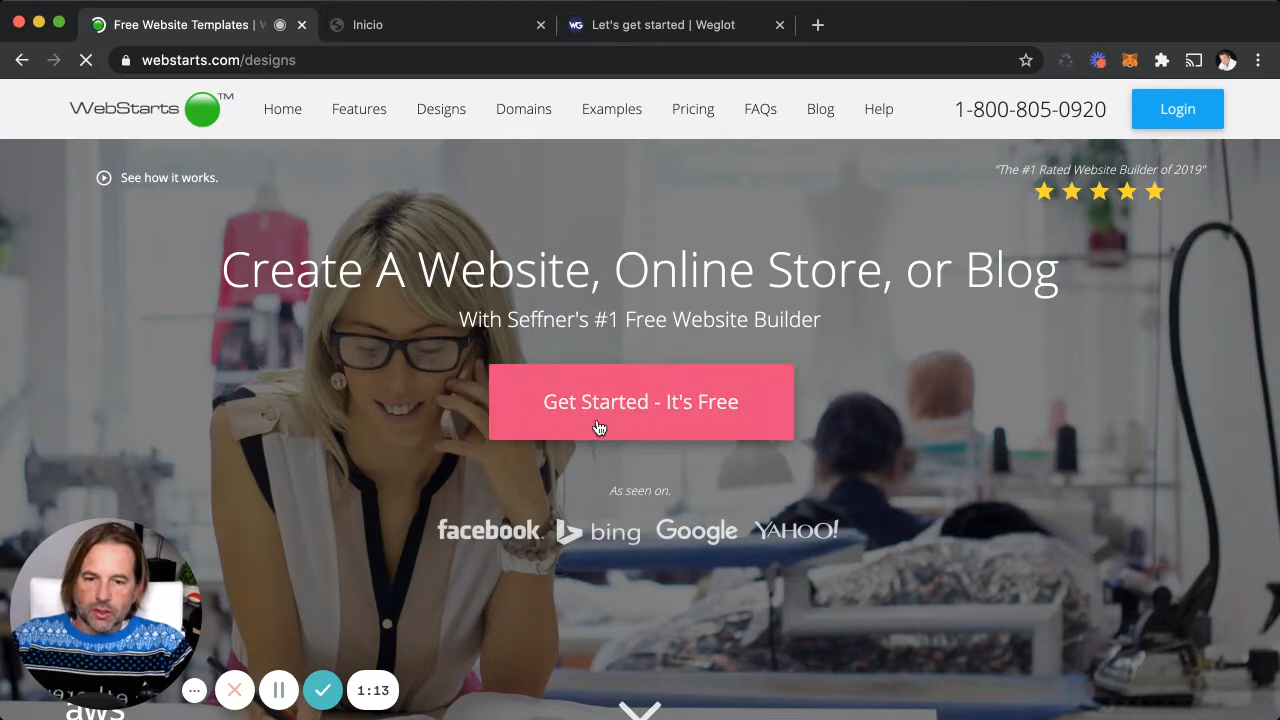 Free Website Templates |
Inicio
Let's get started | Weglot
webstarts.com/designs
WebStarts TM
Home
Features
Designs
Domains
Examples
Pricing
FAQs
Blog
Help
1-800-805-0920
Login
See how it works.
"The #1 Rated Website Builder of 2019"
Create A Website, Online Store, or Blog
With Seffner's #1 Free Website Builder
Get Started - It's Free
As seen on.
facebook. bing Google YAHOO!
1:13
aws